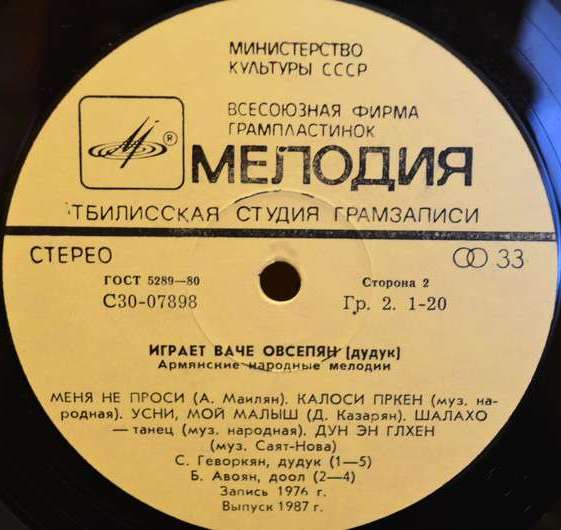 МИНИСТЕРСТВО
КУЛЬТУРЫ СССР
ВСЕСОЮЗНАЯ ФИРМА
ГРАМПЛАСТИНОК
®
МЕЛОДИЯ
ТБИЛИССКАЯ СТУДИЯ ГРАМЗАПИСИ
СТЕРЕО
33
ГОСТ 5289—80
Сторона 2
С30-07898
Гр. 2. 1-20
ИГРАЕТ ВАЧЕ ОВСЕПЯН (дудук)
Армянские народные мелодии
МЕНЯ НЕ ПРОСИ (А. Маилян). КАЛОСИ ПРКЕН (муз. на-
родная). УСНИ, МОЙ МАЛЫШ (Д. Казарян). ШАЛАХО
— танец (муз. народная). ДУН ЭН ГЛХЕН
(муз. Саят-Нова)
С. Геворкян, дудук (1—5)
Б. Авоян, доол (2—4)
Запись 1976 г.
Выпуск 1987 г.